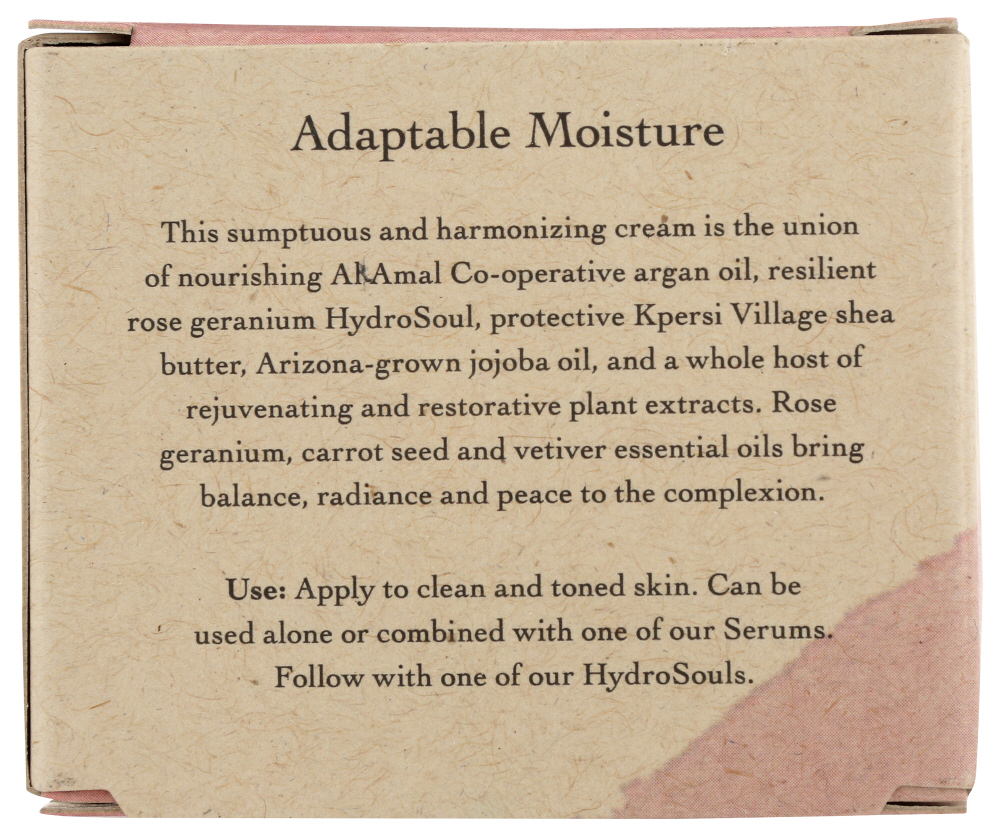 Adaptable Moisture
This sumptuous and harmonizing cream is the union
of nourishing AlAmal Co-operative argan oil, resilient
rose geranium HydroSoul, protective Kpersi Village shea
butter, Arizona-grown jojoba oil, and a whole host of
rejuvenating and restorative plant extracts. Rose
geranium, carrot seed and vetiver essential oils bring
balance, radiance and peace to the complexion.
Use: Apply to clean and toned skin. Can be
used alone or combined with one of our Serums.
Follow with one of our HydroSouls.